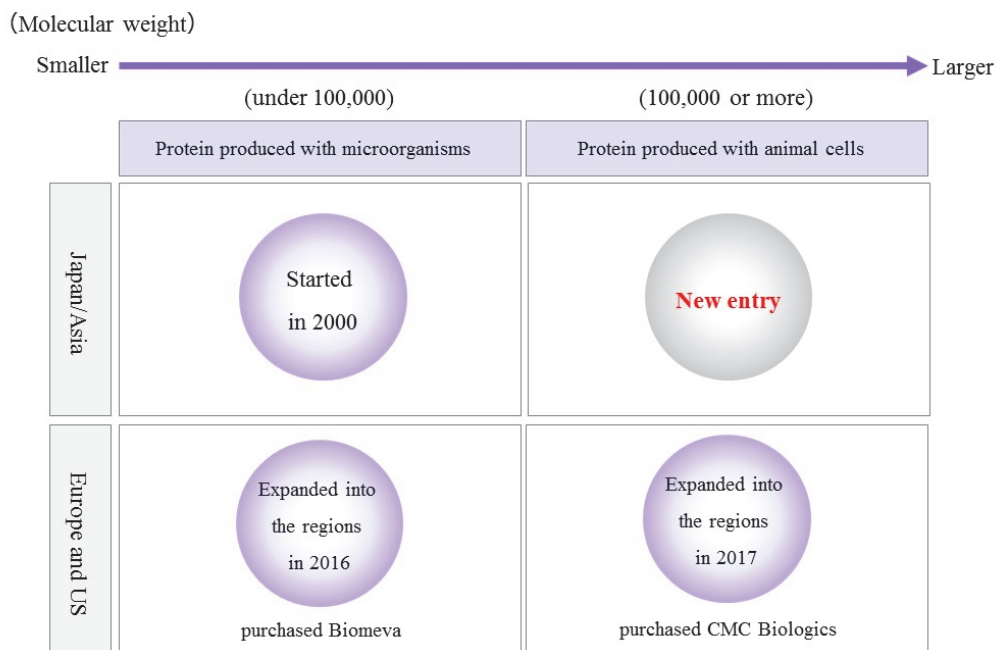 (Molecular weight)
Smaller
Larger
(under 100,000)
(100,000 or more)
Protein produced with microorganisms
Protein produced with animal cells
Japan/Asia
Started
in 2000
New entry
Europe and US
Expanded into
the regions
in 2016
purchased Biomeva
Expanded into
the regions
in 2017
purchased CMC Biologics